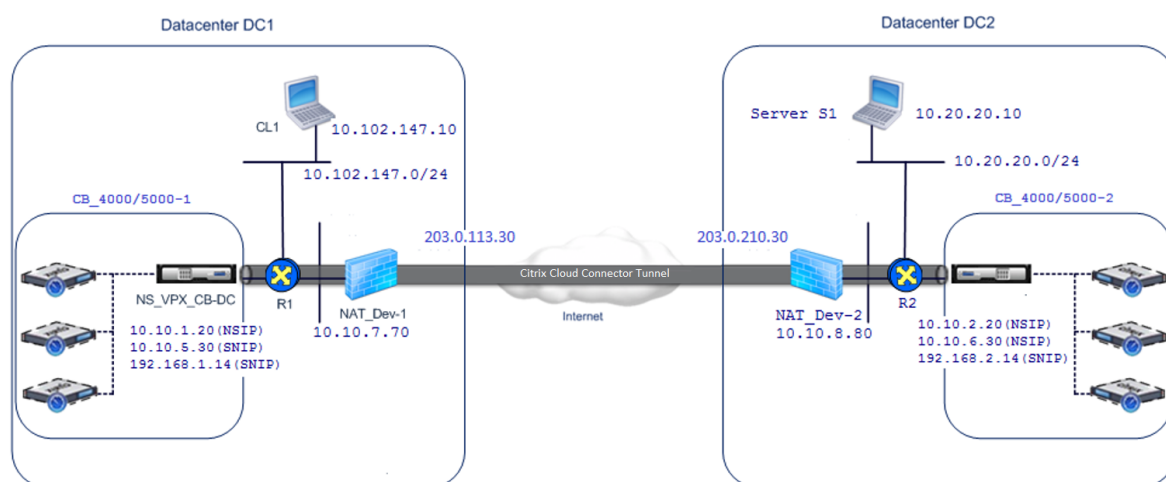 Datacenter DC1
Datacenter DC2
CL1
10.102.147.10
10.102.147.0/24
Server S1
10.20.20.10
10.20.20.0/24
CB_4000/5000-1
CB_4000/5000-2
203.0.113.30
203.0.210.30
Citrix Cloud Connector Tunnel
Internet
NS_VPX_CB-DC
R1
NAT_Dev-1
10.10.7.70
NAT_Dev-2
10.10.8.80
R2
10.10.1.20(NSIP)
10.10.5.30(SNIP)
192.168.1.14(SNIP)
10.10.2.20(NSIP)
10.10.6.30(NSIP)
192.168.2.14(SNIP)